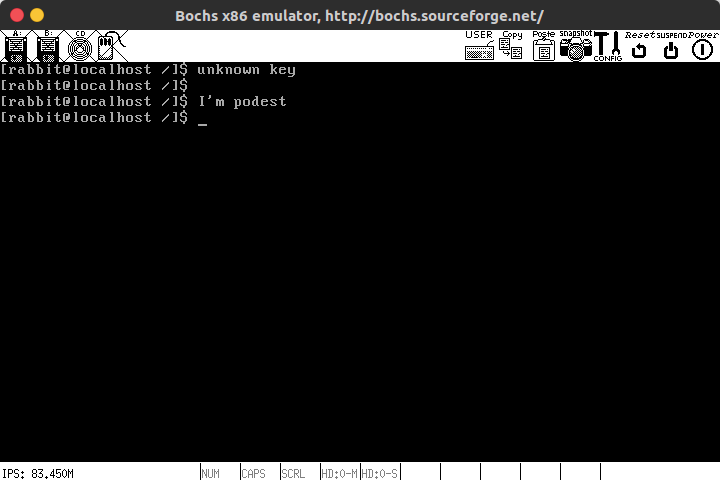 Bochs x86 emulator, http://bochs.sourceforge.net/
A: B: CD USER Copy Paste Snapshot CONFIG Reset SUSPEND Power
[rabbit@localhost /]$ unknown key
[rabbit@localhost /]$
[rabbit@localhost /]$ I'm podest
[rabbit@localhost /]$ _
IPS: 83.450M NUM CAPS SCRL HD:0-M HD:0-S